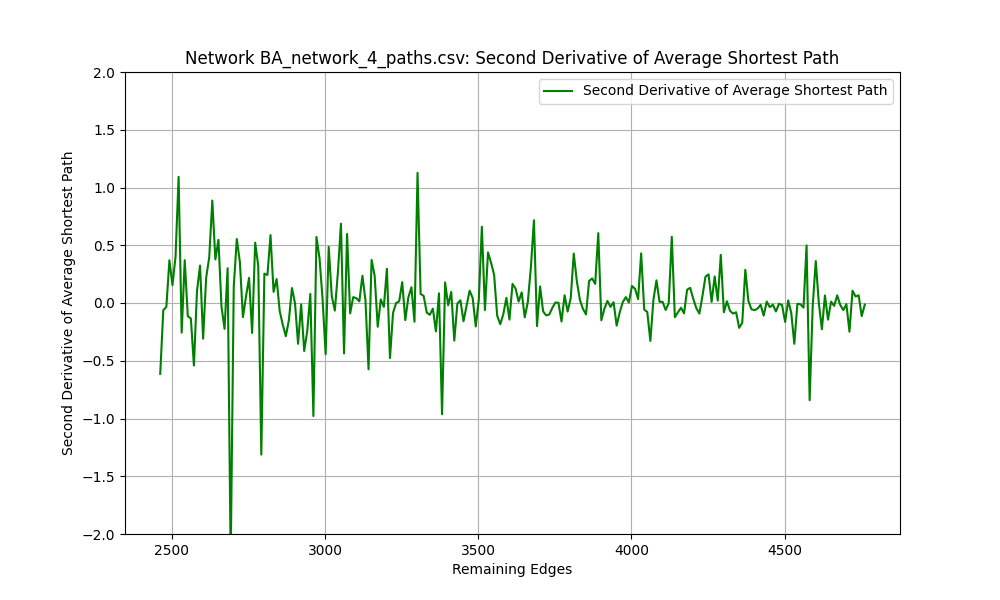 Network BA_network_4_paths.csv: Second Derivative of Average Shortest Path
Second Derivative of Average Shortest Path
2.0
1.5
1.0
0.5
0.0
−0.5
−1.0
−1.5
−2.0
Second Derivative of Average Shortest Path
2500 3000 3500 4000 4500
Remaining Edges